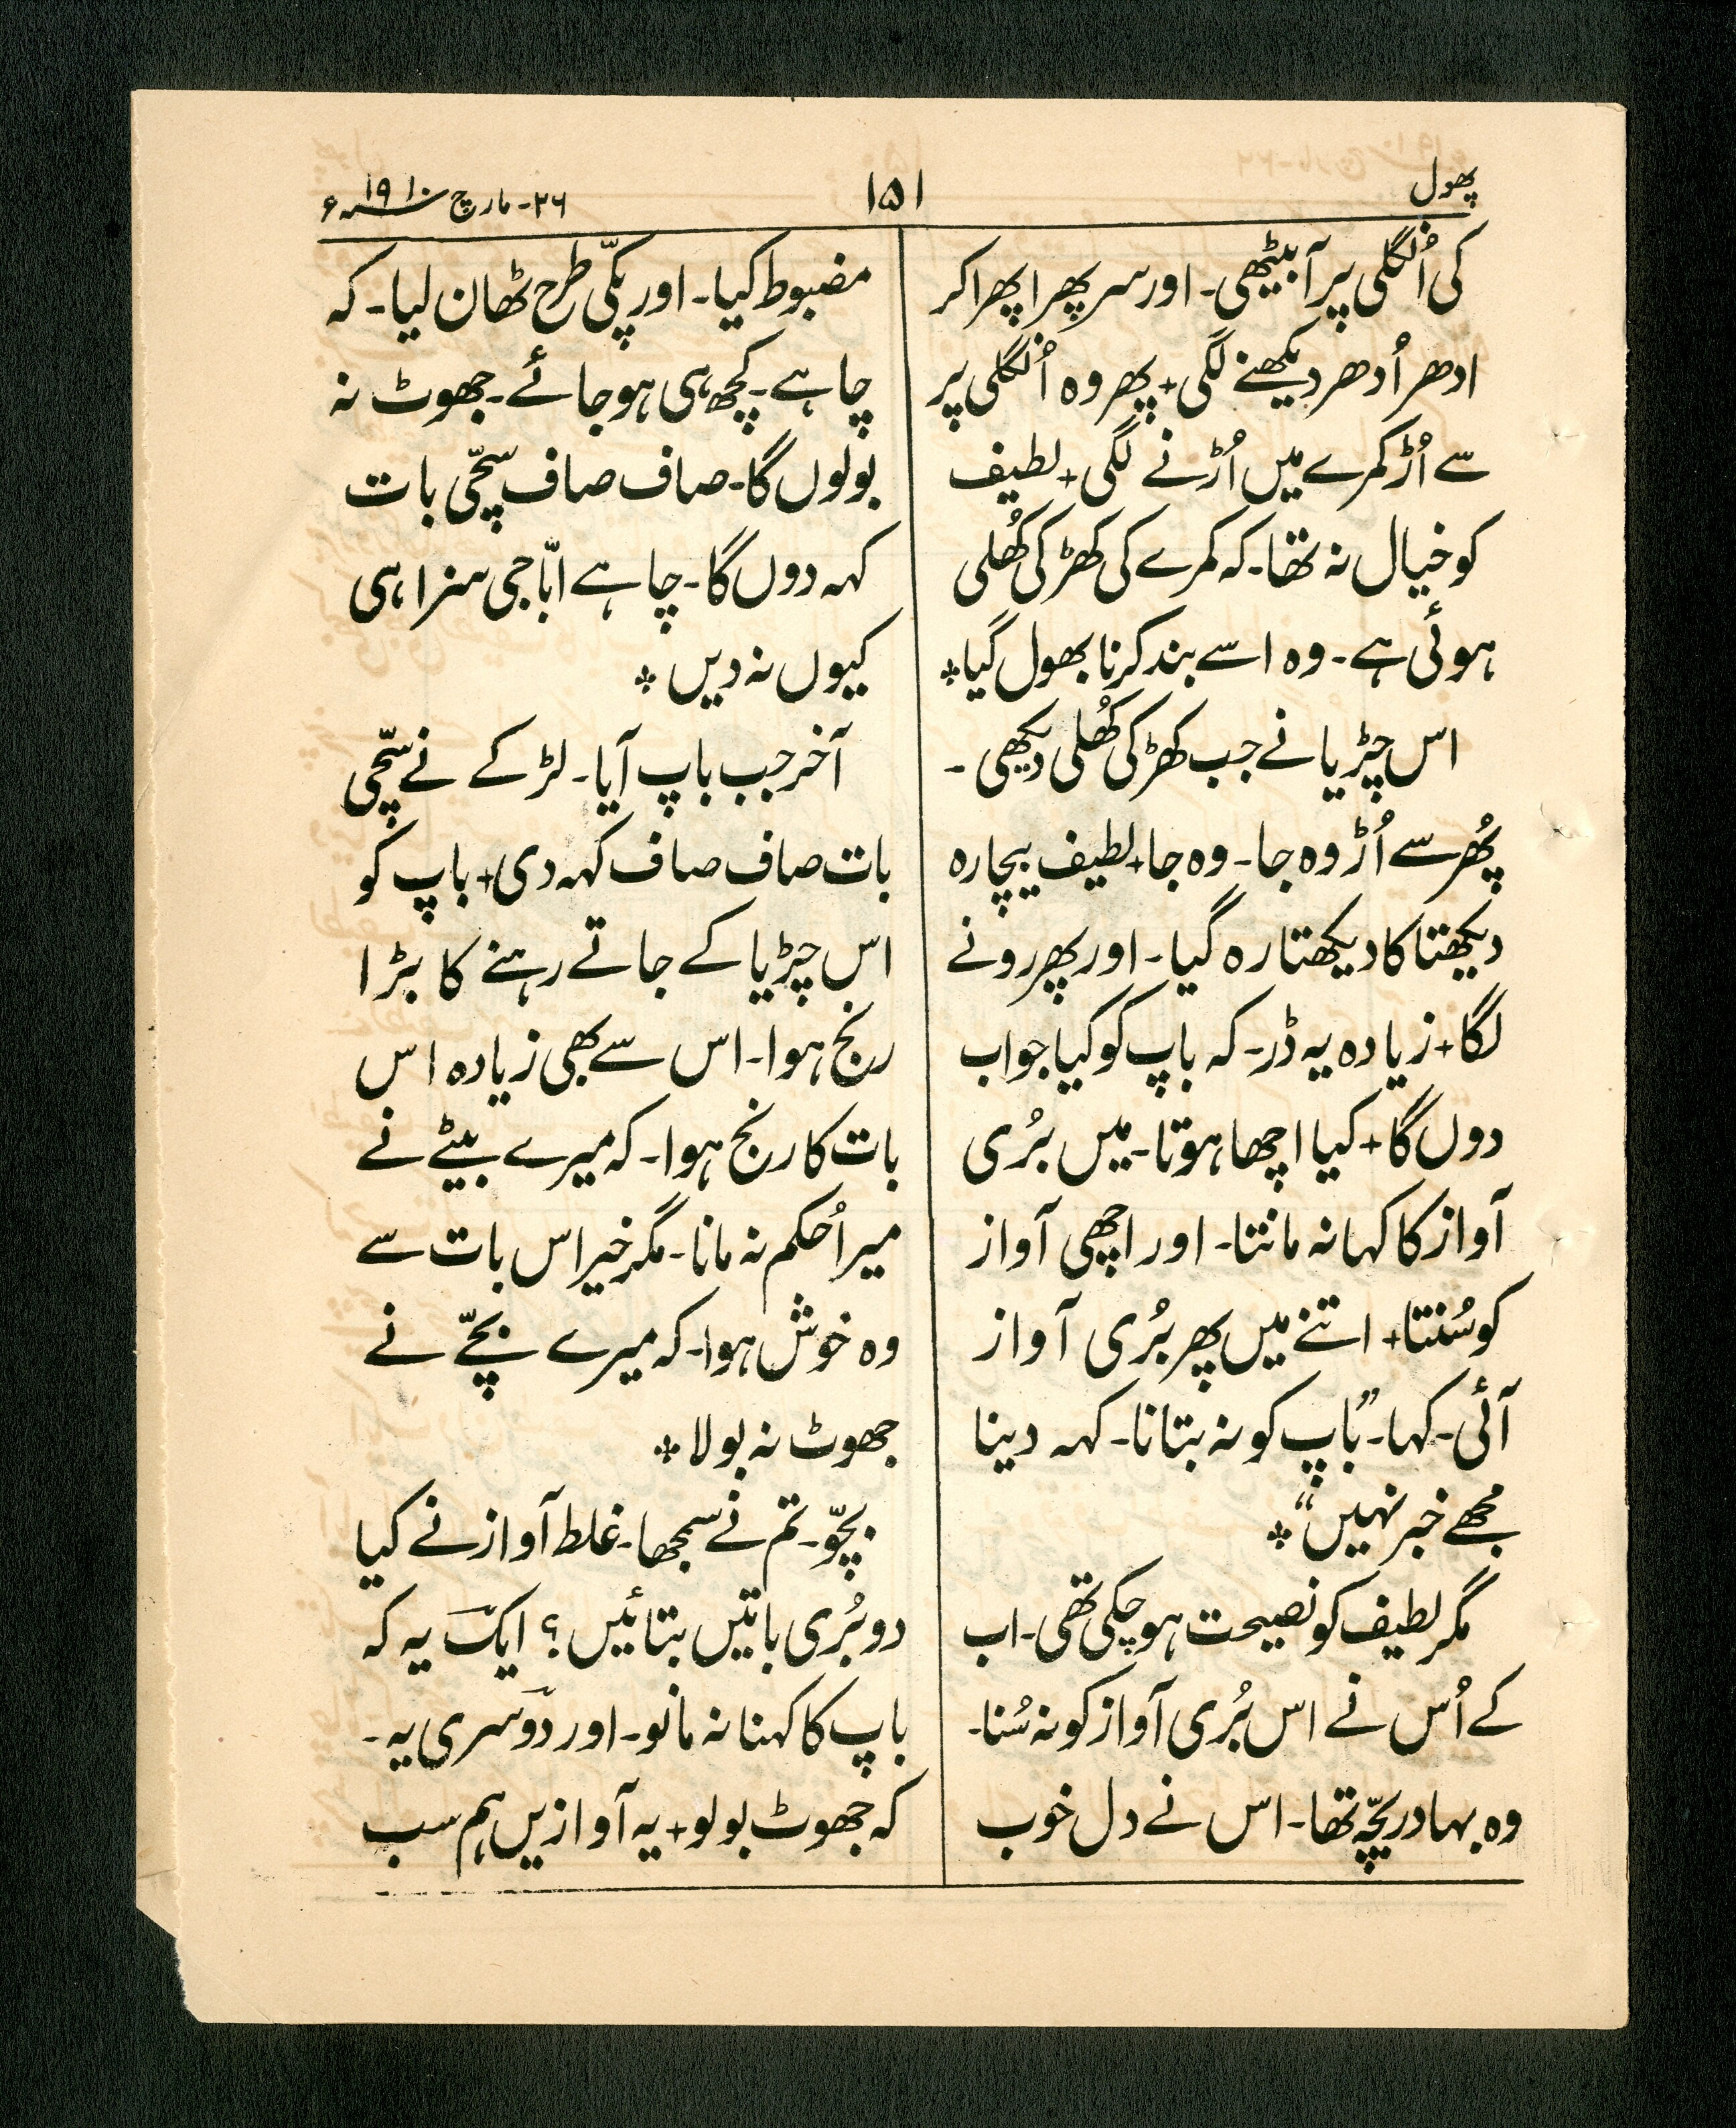 پھول
۱۵۱
۲۶۔ مارچ ۱۹۱۰ء
کی اُنگلی پر آ بیٹھی۔ اور سر پھرا پھرا کر
ادھر اُدھر دیکھنے لگی + پھر وہ اُنگلی پر
سے اُڑ کمرے میں اُڑنے لگی + لطیف
کو خیال نہ تھا۔ کہ کمرے کی کھڑکی کُھلی
ہوئی ہے۔ وہ اسے بند کرنا بھول گیا ٭
اس چڑیا نے جب کھڑکی کُھلی دیکھی۔
پُھر سے اُڑ وہ جا۔ وہ جا + لطیف بیچارہ
دیکھتا کا دیکھتا رہ گیا۔ اور پھر رونے
لگا + زیادہ یہ ڈر۔ کہ باپ کو کیا جواب
دوں گا + کیا اچھا ہوتا۔ میں بُری
آواز کا کہا نہ مانتا۔ اور اچھی آواز
کو سُنتا + اتنے میں پھر بُری آواز
آئی۔ کہا۔ ”باپ کو نہ بتانا۔ کہہ دینا
مجھے خبر نہیں“ ٭
مگر لطیف کو نصیحت ہو چکی تھی۔ اب
کے اُس نے اس بُری آواز کو نہ سُنا۔
وہ بہادر بچّہ تھا۔ اس نے دل خوب
مضبوط کیا۔ اور پکّی طرح ٹھان لیا۔ کہ
چاہے۔ کچھ ہی ہو جائے۔ جھوٹ نہ
بولوں گا۔ صاف صاف سچّی بات
کہہ دوں گا۔ چاہے ابّا جی سزا ہی
کیوں نہ دیں ٭
آخر جب باپ آیا۔ لڑکے نے سچّی
بات صاف صاف کہہ دی + باپ کو
اس چڑیا کے جاتے رہنے کا بڑا
رنج ہوا۔ اس سے بھی زیادہ اس
بات کا رنج ہوا۔ کہ میرے بیٹے نے
میرا حُکم نہ مانا۔ مگر خیر اس بات سے
وہ خوش ہوا۔ کہ میرے بچّے نے
جھوٹ نہ بولا ٭
بچّو۔ تم نے سمجھا۔ غلط آواز نے کیا
دو بُری باتیں بتائیں؟ ایک یہ کہ
باپ کا کہنا نہ مانو۔ اور دوسری یہ۔
کہ جھوٹ بولو + یہ آوازیں ہم سب